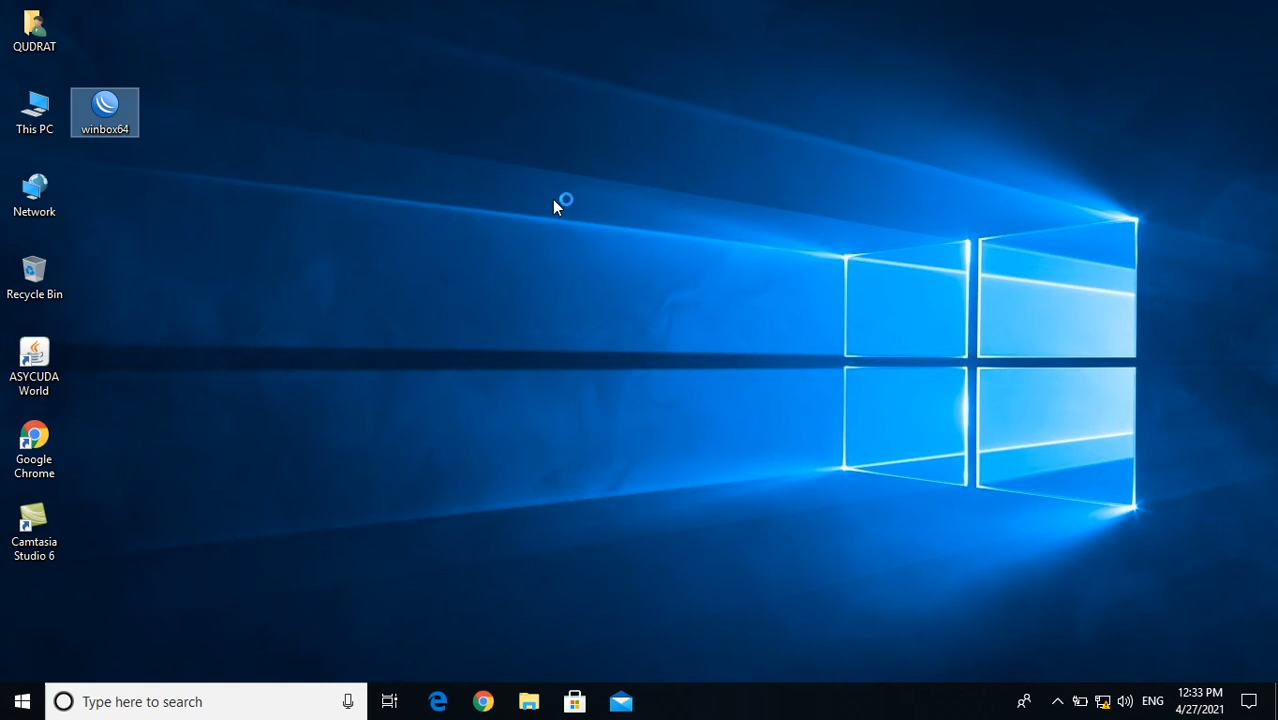 QUDRAT
This PC
winbox64
Network
Recycle Bin
ASYCUDA
World
Google
Chrome
Camtasia
Studio 6
Type here to search
ENG
12:33 PM
4/27/2021